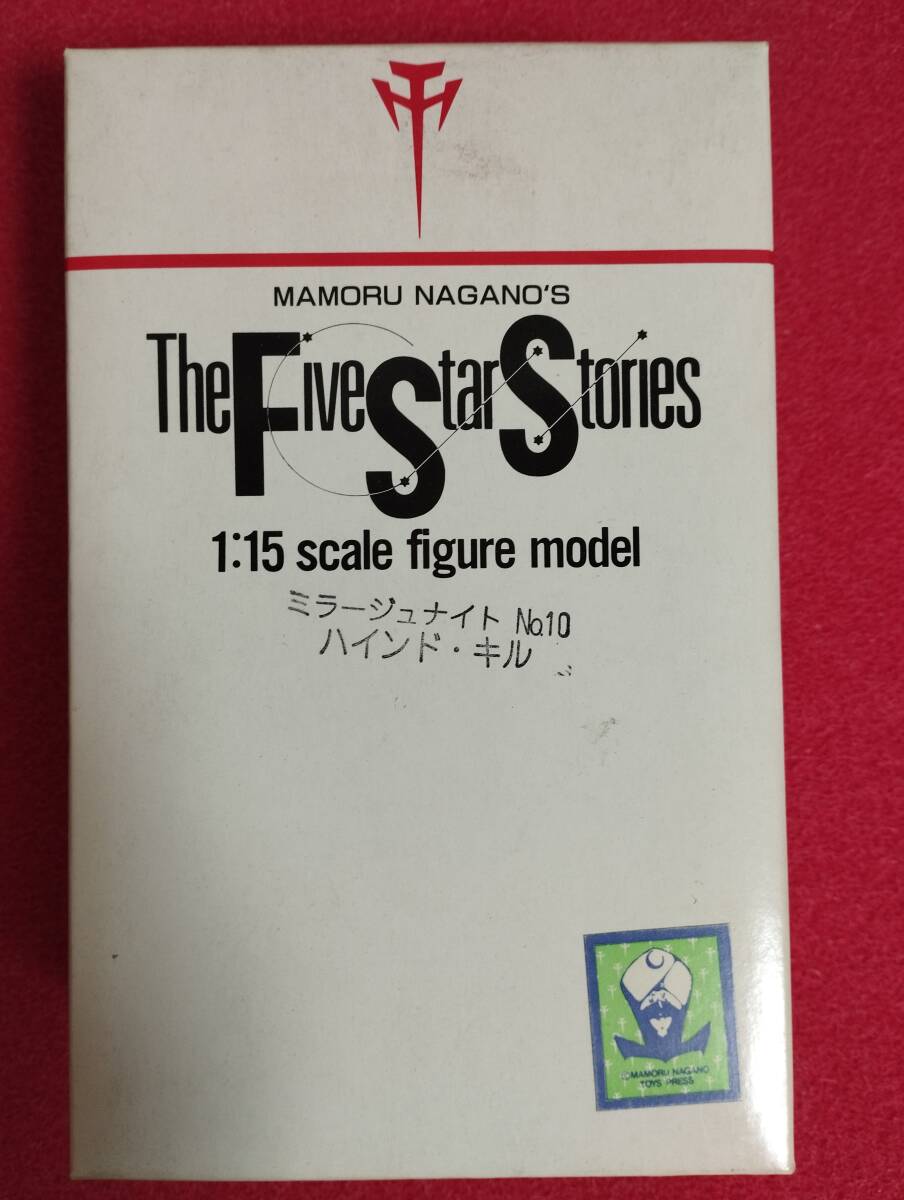 MAMORU NAGANO'S
The Five Star Stories
1:15 scale figure model
ミラージュナイト No.10
ハインド・キル
©MAMORU NAGANO
TOYS PRESS